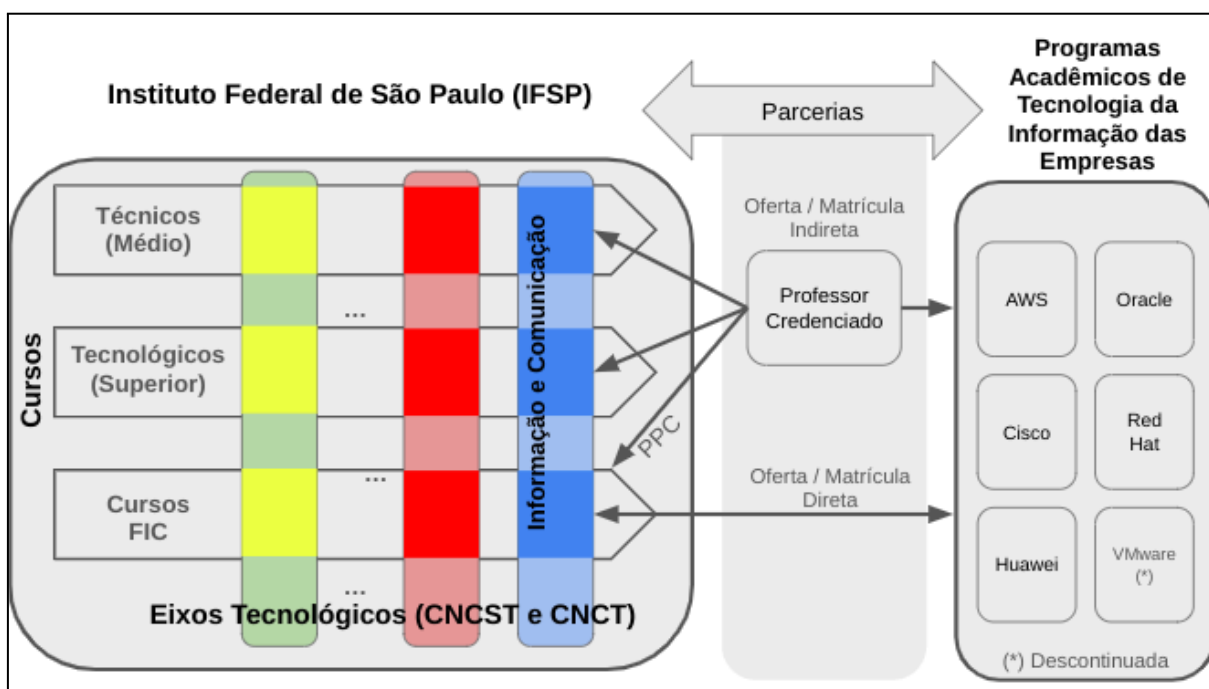 Instituto Federal de São Paulo (IFSP)
Parcerias
Programas
Acadêmicos de
Tecnologia da
Informação das
Empresas
Cursos
Técnicos
(Médio)
...
Tecnológicos
(Superior)
...
Cursos
FIC
...
Informação e Comunicação
Eixos Tecnológicos (CNCST e CNCT)
Oferta / Matrícula
Indireta
Professor
Credenciado
PPC
Oferta / Matrícula
Direta
AWS
Oracle
Cisco
Red
Hat
Huawei
VMware
(*)
(*) Descontinuada